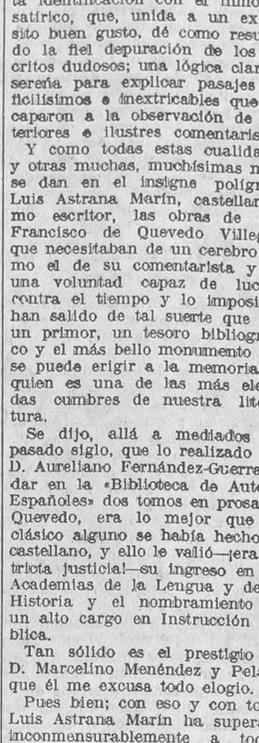 ta identificación con el humo
satírico, que, unida a un ex
sito buen gusto, dé como resu
do la fiel depuración de los
critos dudosos; una lógica clar
sereña para explicar pasajes
ficilísimos e inextricables que
caparon a la observación de
teriores e ilustres comentaris
Y como todas estas cualida
y otras muchas, muchísimas m
se dan en el insigne polígr
Luis Astrana Marín, castellan
mo escritor, las obras de
Francisco de Quevedo Villeg
que necesitaban de un cerebro
mo el de su comentarista y
una voluntad capaz de luc
contra el tiempo y lo imposi
han salido de tal suerte que
un primor, un tesoro bibliogr
co y el más bello monumento
se puede erigir a la memoria
quien es una de las más ele
das cumbres de nuestra lite
tura.
Se dijo, allá a mediados
pasado siglo, que lo realizado
D. Aureliano Fernández-Guerra
dar en la «Biblioteca de Auto
Españoles» dos tomos en prosa
Quevedo, era lo mejor que
clásico alguno se había hecho
castellano, y ello le valió—¡era
tricta justicia!—su ingreso en
Academias de la Lengua y de
Historia y el nombramiento
un alto cargo en Instrucción
blica.
Tan sólido es el prestigio
D. Marcelino Menéndez y Pela
que él me excusa todo elogio.
Pues bien; con eso y con to
Luis Astrana Marín ha supera
inconmensurablemente a tod